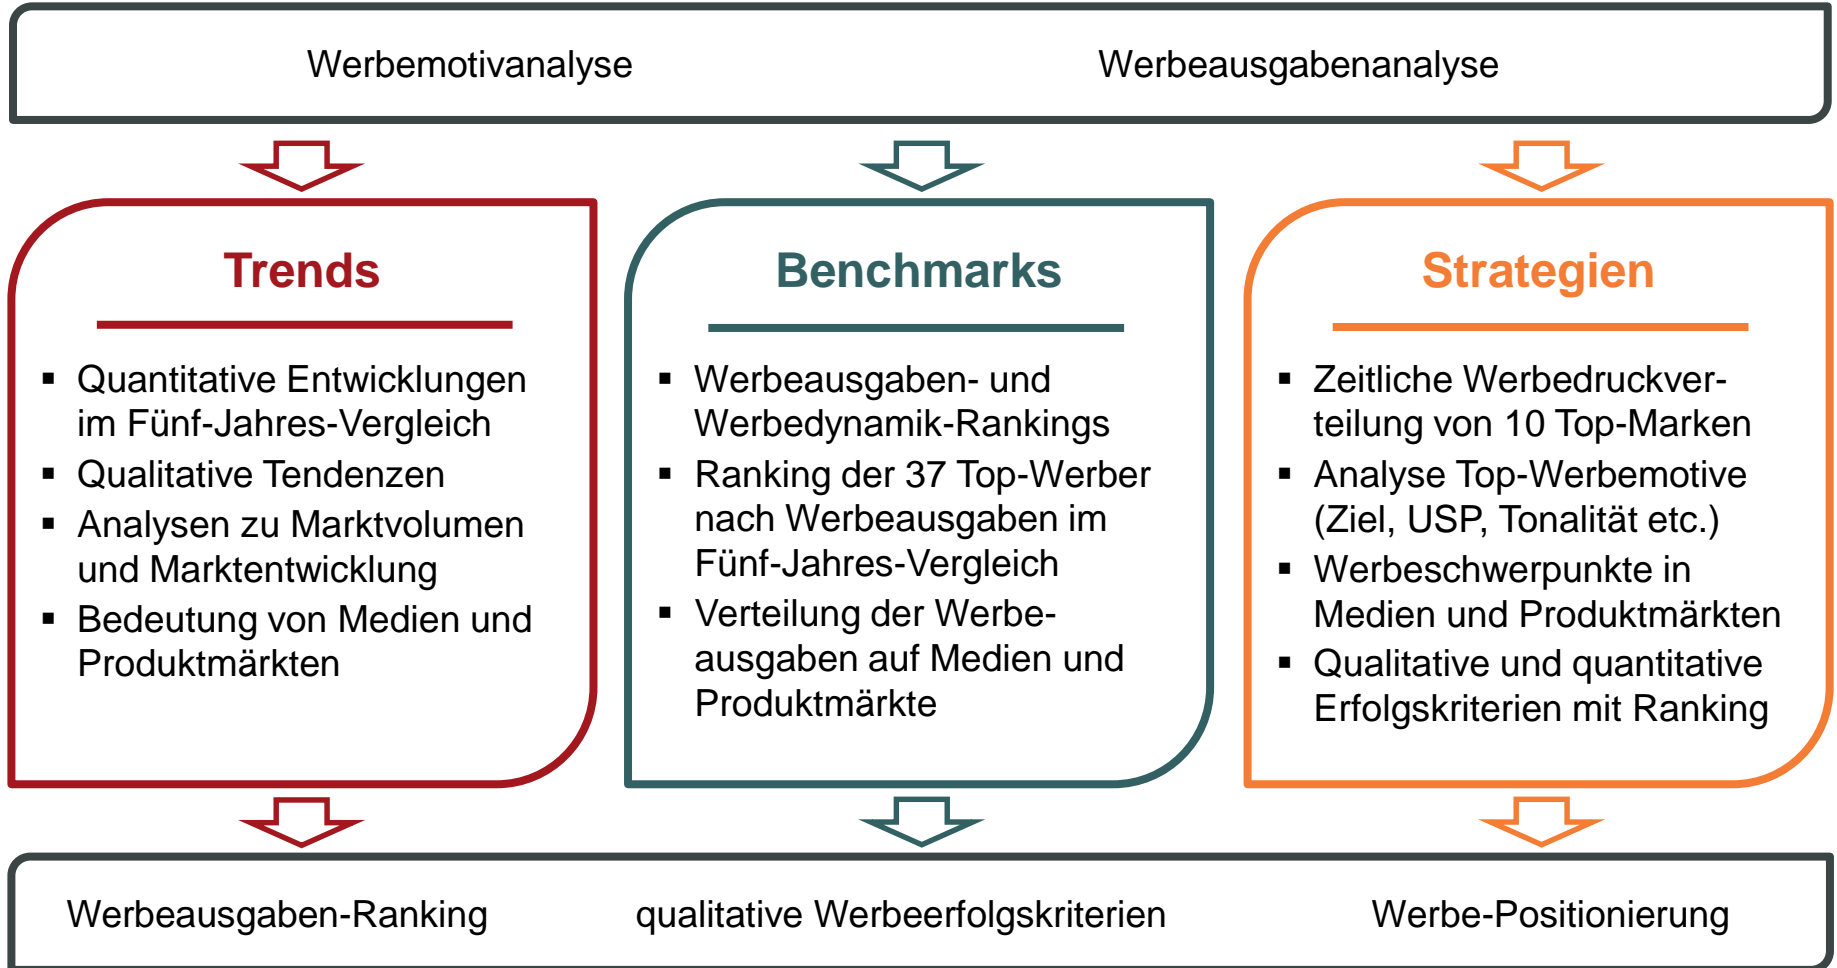 Werbemotivanalyse
Werbeausgabenanalyse
Trends
▪ Quantitative Entwicklungen
im Fünf-Jahres-Vergleich
▪ Qualitative Tendenzen
▪ Analysen zu Marktvolumen
und Marktentwicklung
▪ Bedeutung von Medien und
Produktmärkten
Benchmarks
▪ Werbeausgaben- und
Werbedynamik-Rankings
▪ Ranking der 37 Top-Werber
nach Werbeausgaben im
Fünf-Jahres-Vergleich
▪ Verteilung der Werbe-
ausgaben auf Medien und
Produktmärkte
Strategien
▪ Zeitliche Werbedruckver-
teilung von 10 Top-Marken
▪ Analyse Top-Werbemotive
(Ziel, USP, Tonalität etc.)
▪ Werbeschwerpunkte in
Medien und Produktmärkten
▪ Qualitative und quantitative
Erfolgskriterien mit Ranking
Werbeausgaben-Ranking
qualitative Werbeerfolgskriterien
Werbe-Positionierung